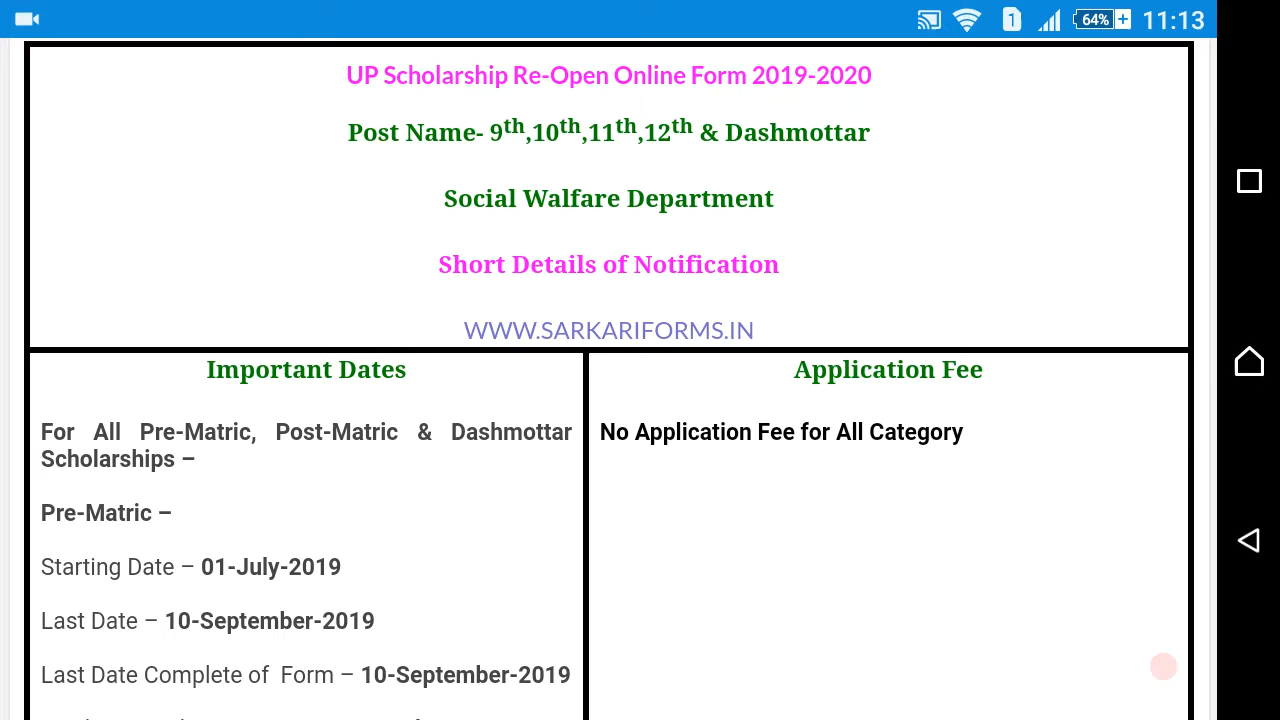 1 64% 11:13
UP Scholarship Re-Open Online Form 2019-2020
Post Name- 9th,10th,11th,12th & Dashmottar
Social Walfare Department
Short Details of Notification
WWW.SARKARIFORMS.IN
Important Dates
For All Pre-Matric, Post-Matric & Dashmottar
Scholarships –
Pre-Matric –
Starting Date – 01-July-2019
Last Date – 10-September-2019
Last Date Complete of Form – 10-September-2019
Application Fee
No Application Fee for All Category